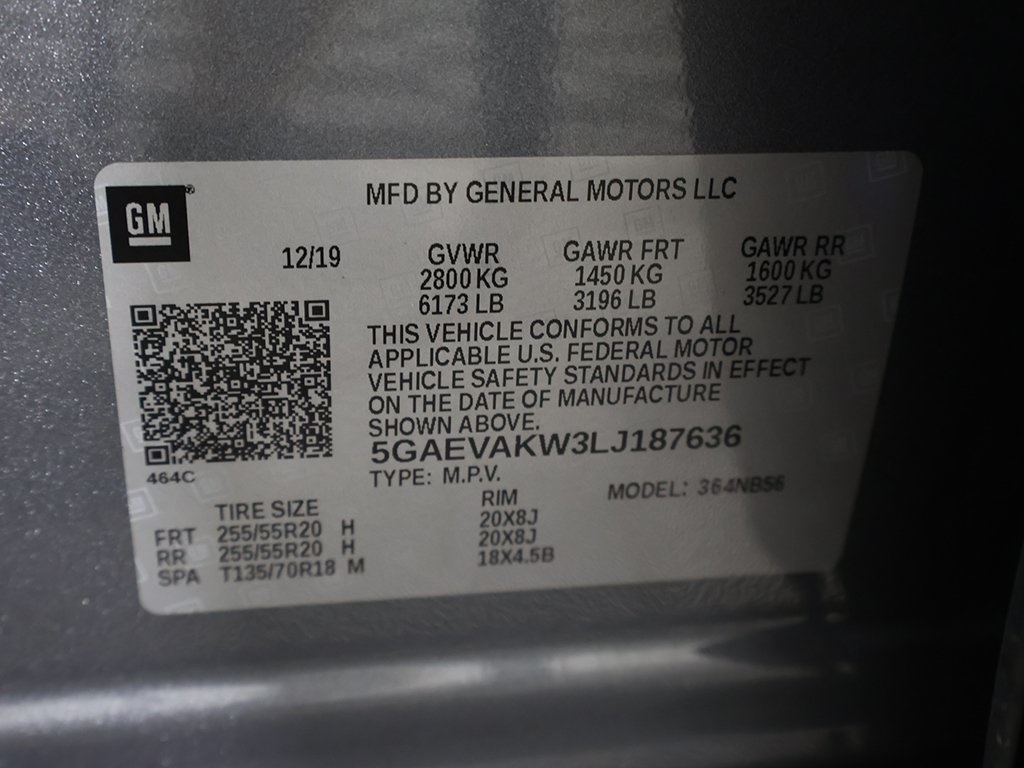 GM
MFD BY GENERAL MOTORS LLC
12/19 GVWR GAWR FRT GAWR RR
2800 KG 1450 KG 1600 KG
6173 LB 3196 LB 3527 LB
THIS VEHICLE CONFORMS TO ALL
APPLICABLE U.S. FEDERAL MOTOR
VEHICLE SAFETY STANDARDS IN EFFECT
ON THE DATE OF MANUFACTURE
SHOWN ABOVE.
5GAEVAKW3LJ187636
464C
TYPE: M.P.V. MODEL: 364NB56
TIRE SIZE RIM
FRT 255/55R20 H 20X8J
RR 255/55R20 H 20X8J
SPA T135/70R18 M 18X4.5B